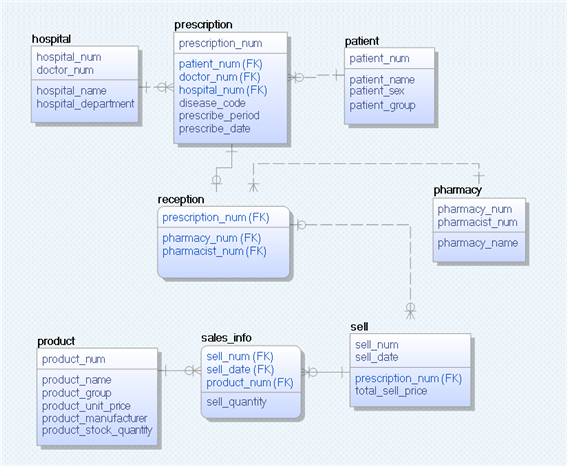 prescription
prescription_num
patient_num (FK)
doctor_num (FK)
hospital_num (FK)
disease_code
prescribe_period
prescribe_date
hospital
hospital_num
doctor_num
hospital_name
hospital_department
patient
patient_num
patient_name
patient_sex
patient_group
reception
prescription_num (FK)
pharmacy_num (FK)
pharmacist_num (FK)
pharmacy
pharmacy_num
pharmacist_num
pharmacy_name
product
product_num
product_name
product_group
product_unit_price
product_manufacturer
product_stock_quantity
sales_info
sell_num (FK)
sell_date (FK)
product_num (FK)
sell_quantity
sell
sell_num
sell_date
prescription_num (FK)
total_sell_price